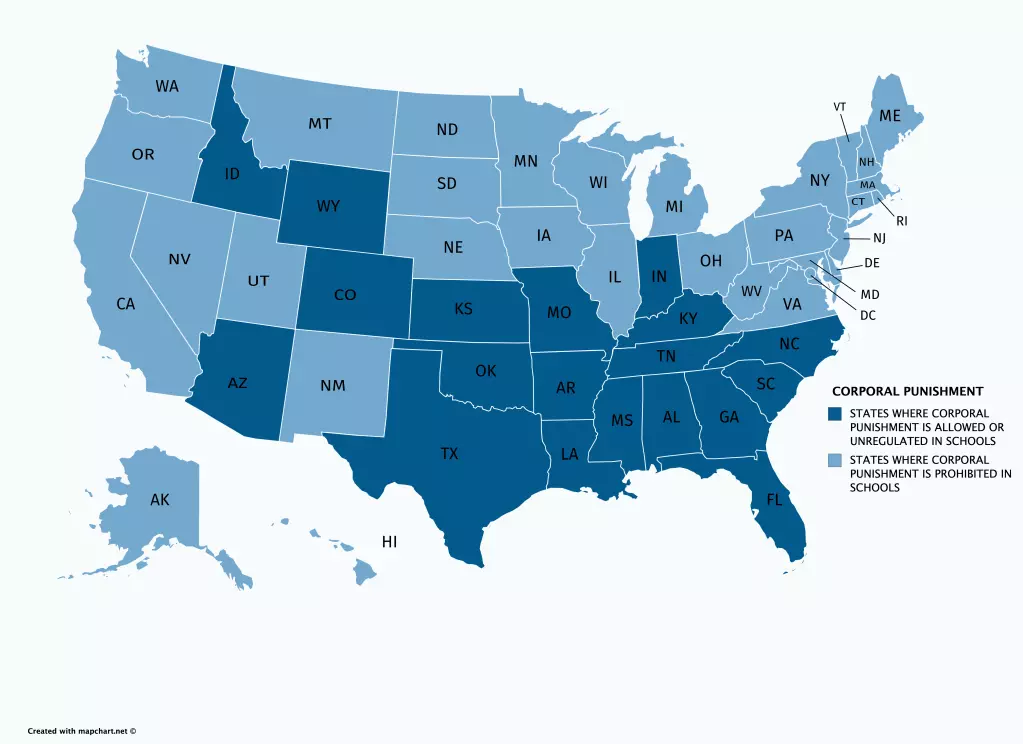 WA
MT
ND
MN
VT
ME
OR
ID
SD
WI
MI
NY
NH
MA
CT
RI
WY
NE
IA
PA
NJ
NV
UT
CO
KS
IL
IN
OH
WV
VA
DE
MD
DC
CA
MO
KY
NC
AZ
NM
OK
AR
TN
SC
MS
AL
GA
TX
LA
FL
AK
HI
CORPORAL PUNISHMENT
STATES WHERE CORPORAL
PUNISHMENT IS ALLOWED OR
UNREGULATED IN SCHOOLS
STATES WHERE CORPORAL
PUNISHMENT IS PROHIBITED IN
SCHOOLS
Created with mapchart.net ©